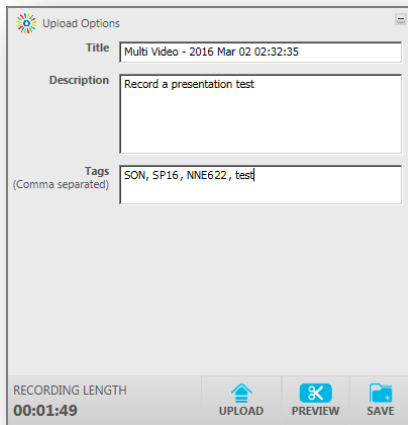 Upload Options
Title
Multi Video - 2016 Mar 02 02:32:35
Description
Record a presentation test
Tags
(Comma separated)
SON, SP16, NNE622, test
RECORDING LENGTH
00:01:49
UPLOAD
PREVIEW
SAVE